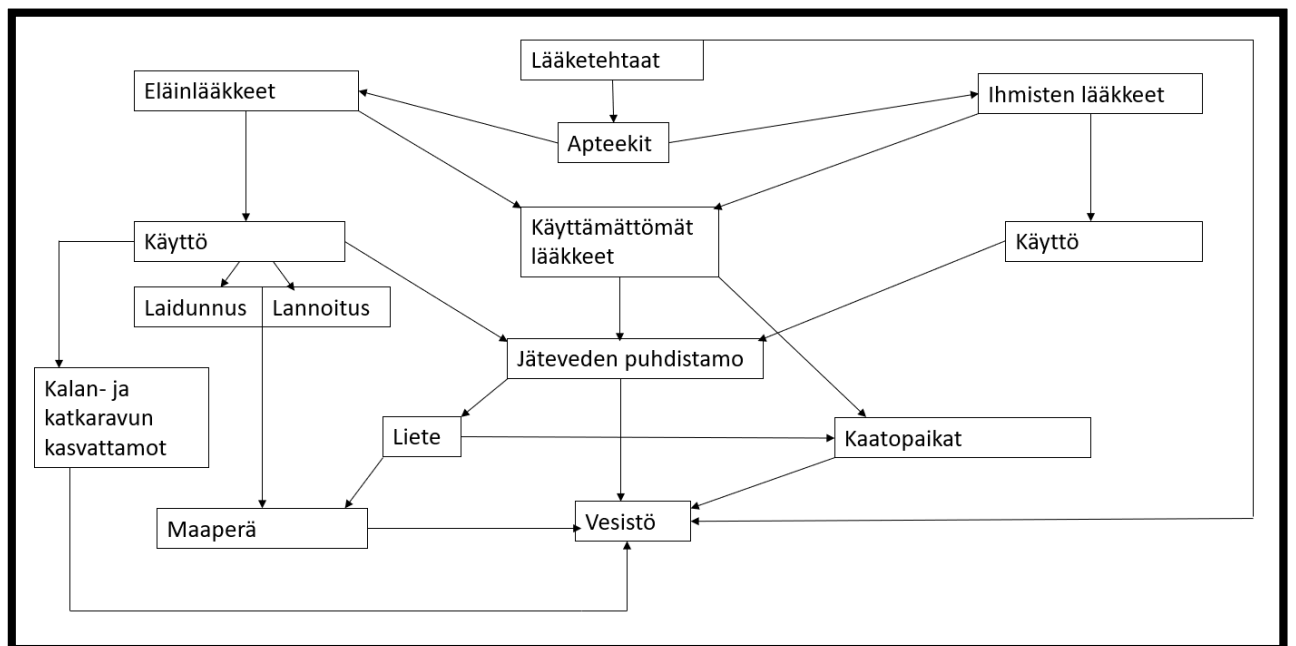 Lääketehtaat
Eläinlääkkeet
Ihmisten lääkkeet
Apteekit
Käyttämättömät
lääkkeet
Käyttö
Käyttö
Laidunnus
Lannoitus
Jäteveden puhdistamo
Kalan- ja
katkaravun
kasvattamot
Liete
Kaatopaikat
Maaperä
Vesistö